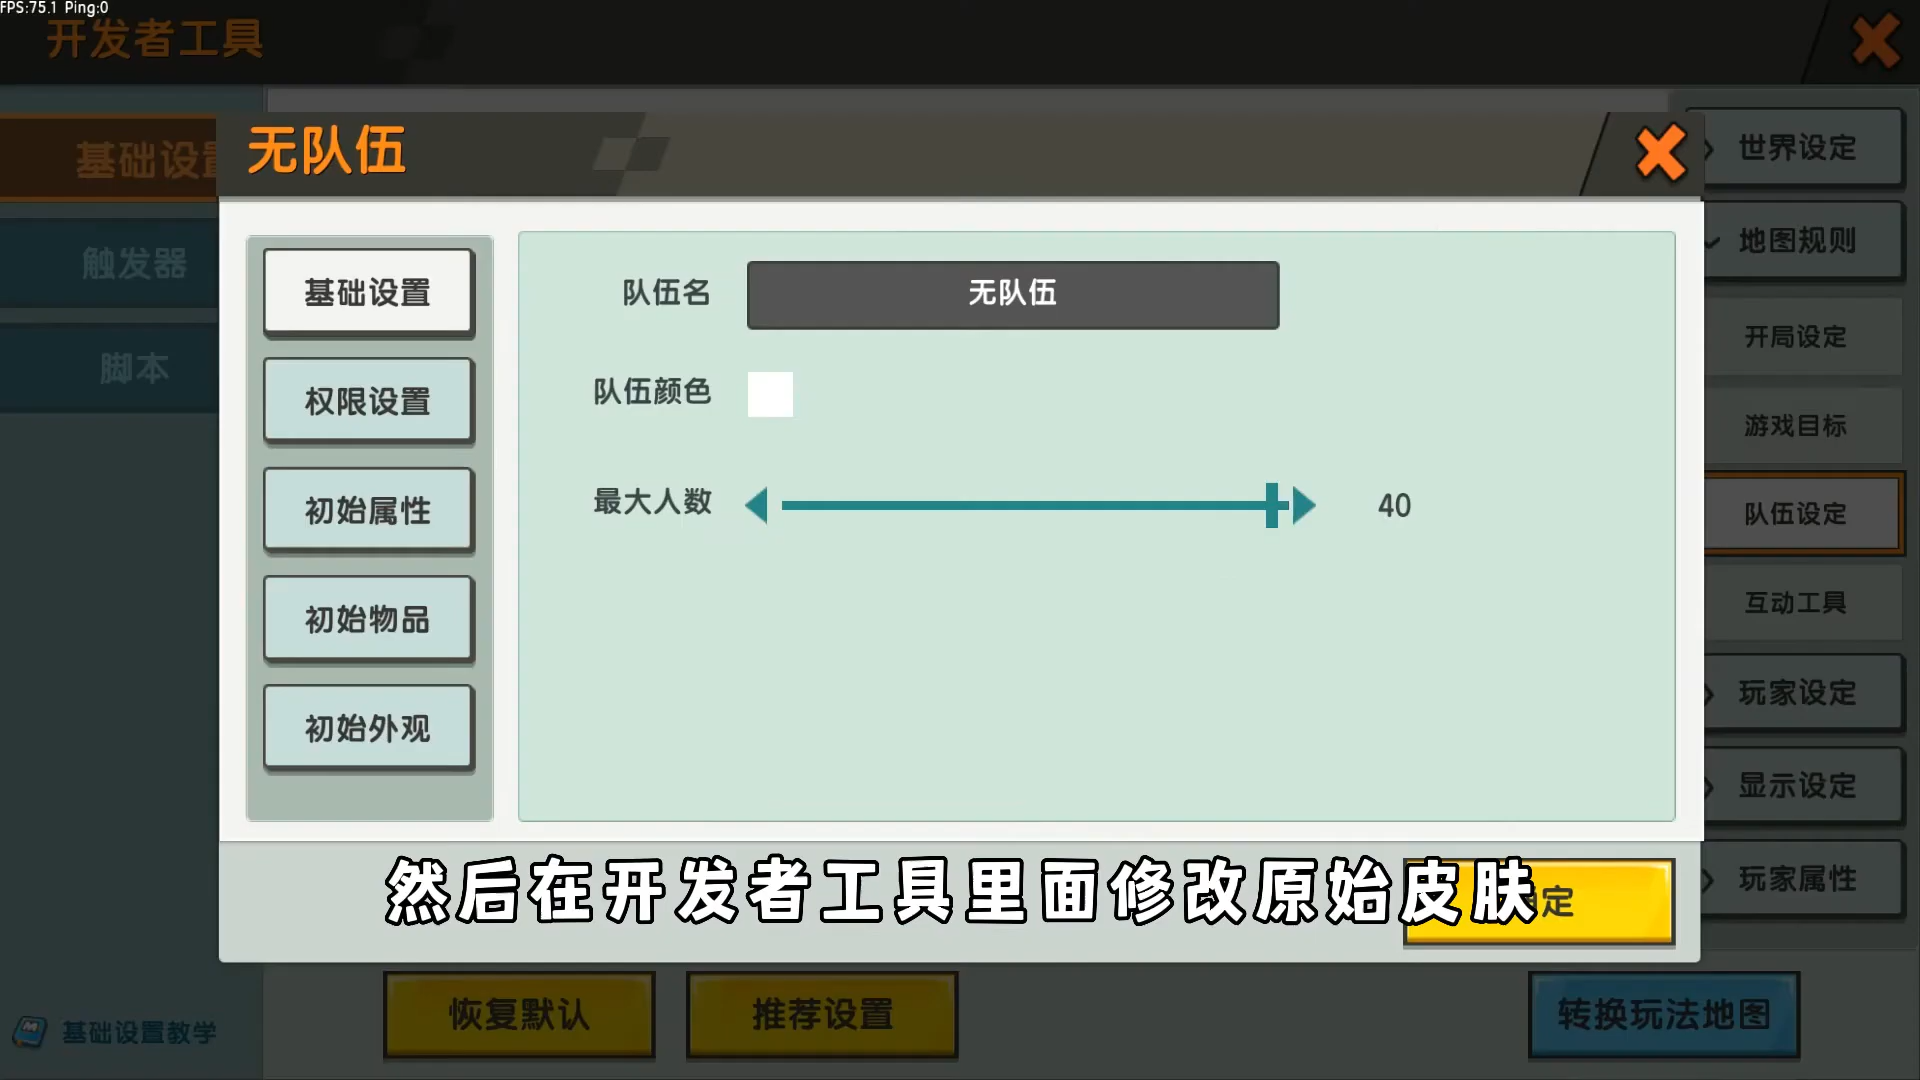 FPS:75.1 Ping:0
开发者工具
基础设
触发器
脚本
基础设置教学
无队伍
基础设置
权限设置
初始属性
初始物品
初始外观
队伍名
无队伍
队伍颜色
最大人数
40
定
然后在开发者工具里面修改原始皮肤
世界设定
地图规则
开局设定
游戏目标
队伍设定
互动工具
玩家设定
显示设定
玩家属性
恢复默认
推荐设置
转换玩法地图